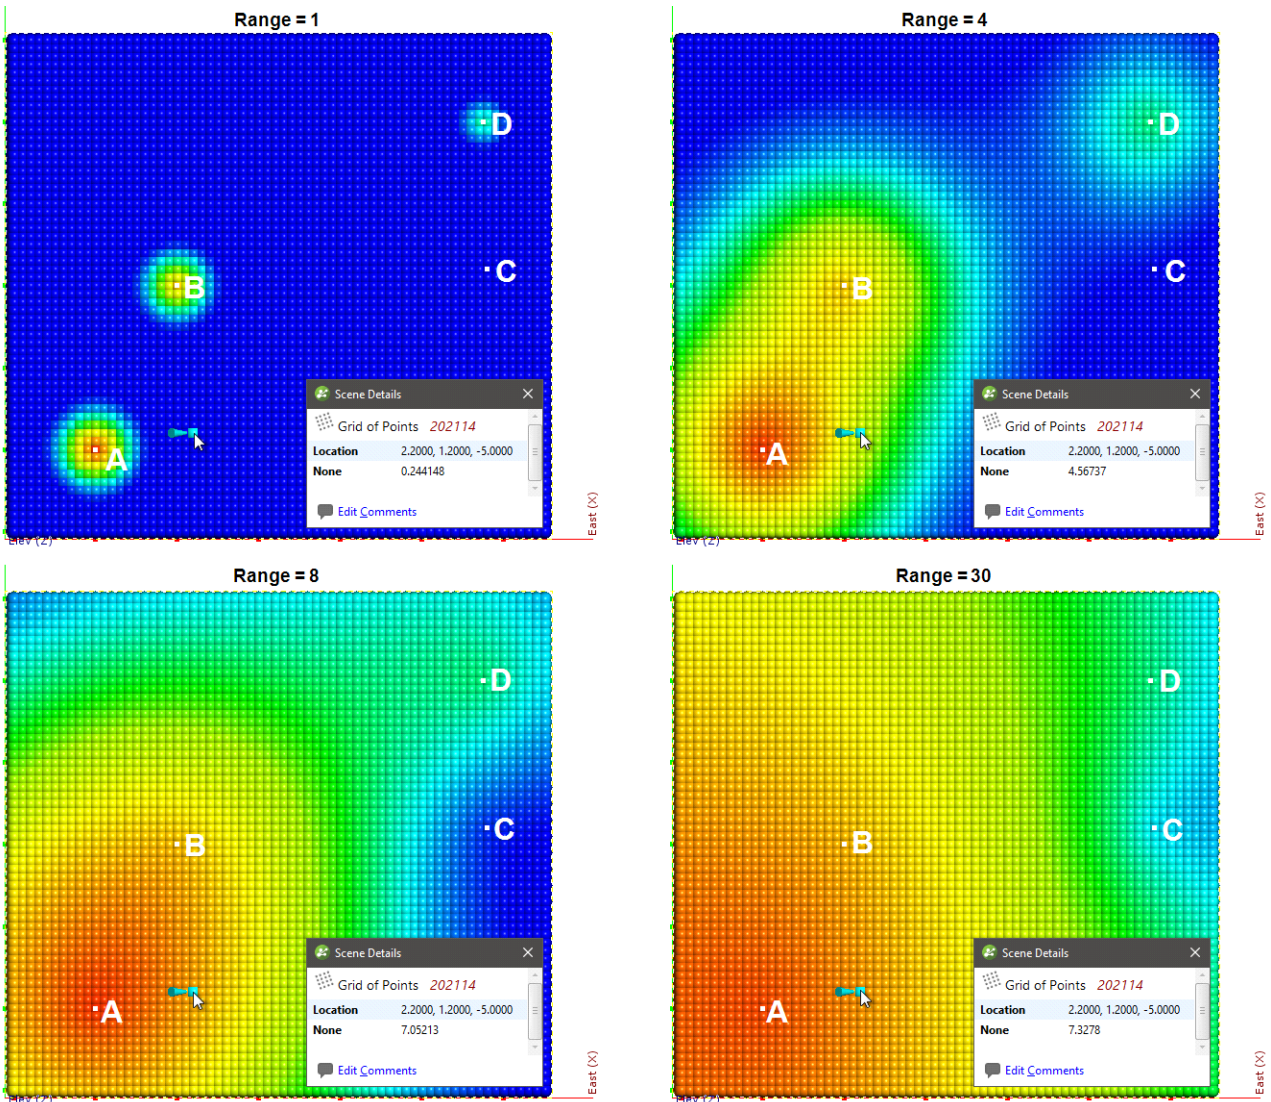 Range = 1
D
B
C
A
Scene Details
Grid of Points 202114
Location 2.2000, 1.2000, -5.0000
None 0.244148
Edit Comments
East (X)
Elev (Z)
Range = 4
D
C
B
A
Scene Details
Grid of Points 202114
Location 2.2000, 1.2000, -5.0000
None 4.56737
Edit Comments
East (X)
Elev (Z)
Range = 8
D
C
B
A
Scene Details
Grid of Points 202114
Location 2.2000, 1.2000, -5.0000
None 7.05213
Edit Comments
East (X)
Elev (Z)
Range = 30
D
C
B
A
Scene Details
Grid of Points 202114
Location 2.2000, 1.2000, -5.0000
None 7.3278
Edit Comments
East (X)
Elev (Z)